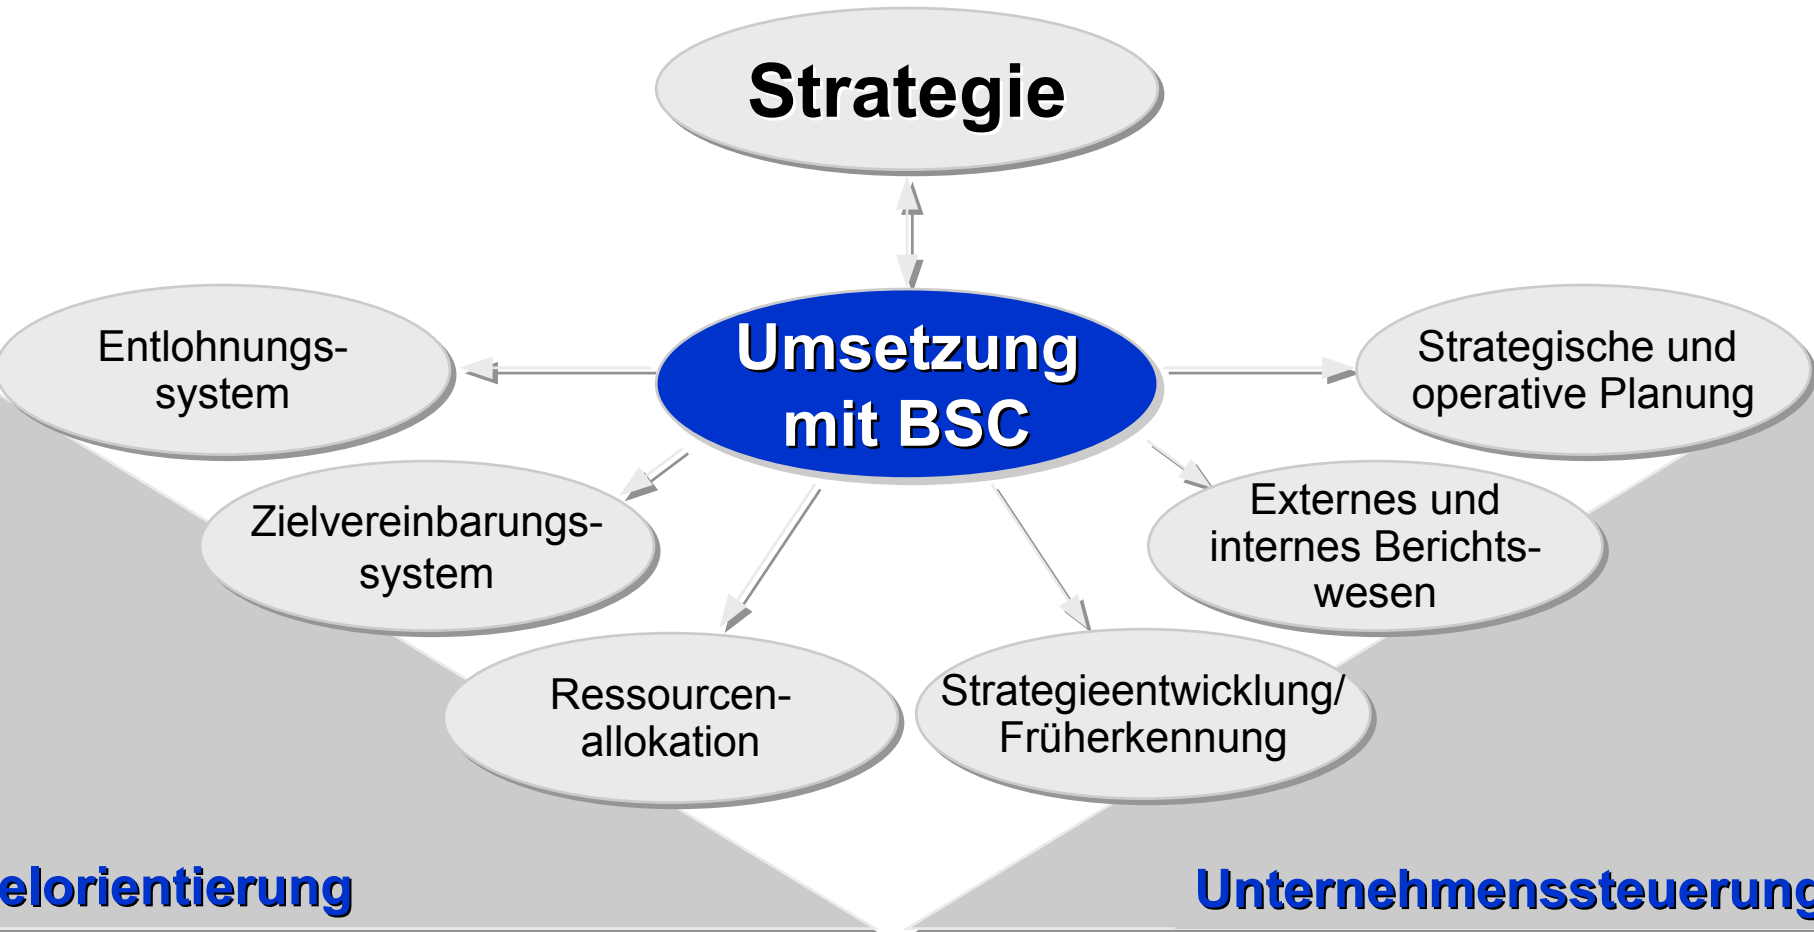 Strategie
Umsetzung
mit BSC
Entlohnungs-
system
Strategische und
operative Planung
Zielvereinbarungs-
system
Externes und
internes Berichts-
wesen
Ressourcen-
allokation
Strategieentwicklung/
Früherkennung
elorientierung
Unternehmenssteuerung